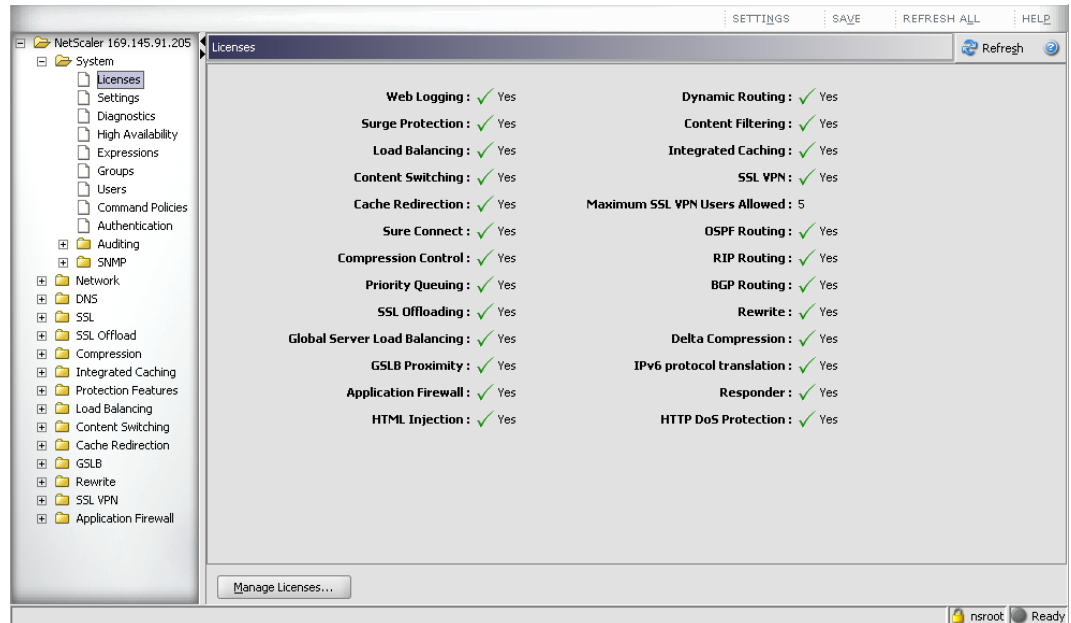 SETTINGS SAVE REFRESH ALL HELP
NetScaler 169.145.91.205
System
Licenses
Settings
Diagnostics
High Availability
Expressions
Groups
Users
Command Policies
Authentication
Auditing
SNMP
Network
DNS
SSL
SSL Offload
Compression
Integrated Caching
Protection Features
Load Balancing
Content Switching
Cache Redirection
GSLB
Rewrite
SSL VPN
Application Firewall
Licenses
Refresh
Web Logging : Yes Dynamic Routing : Yes
Surge Protection : Yes Content Filtering : Yes
Load Balancing : Yes Integrated Caching : Yes
Content Switching : Yes SSL VPN : Yes
Cache Redirection : Yes Maximum SSL VPN Users Allowed : 5
Sure Connect : Yes OSPF Routing : Yes
Compression Control : Yes RIP Routing : Yes
Priority Queuing : Yes BGP Routing : Yes
SSL Offloading : Yes Rewrite : Yes
Global Server Load Balancing : Yes Delta Compression : Yes
GSLB Proximity : Yes IPv6 protocol translation : Yes
Application Firewall : Yes Responder : Yes
HTML Injection : Yes HTTP DoS Protection : Yes
Manage Licenses...
nsroot Ready